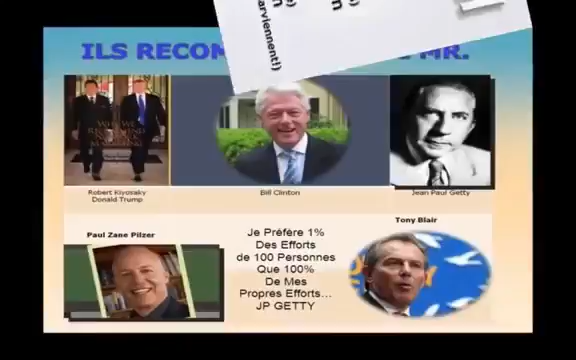 arviennent!)
ILS RECOM
MR.
Robert Kiyosaky
Donald Trump
Bill Clinton
Jean Paul Getty
Paul Zane Pilzer
Je Préfère 1%
Des Efforts
de 100 Personnes
Que 100%
De Mes
Propres Efforts...
JP GETTY
Tony Blair